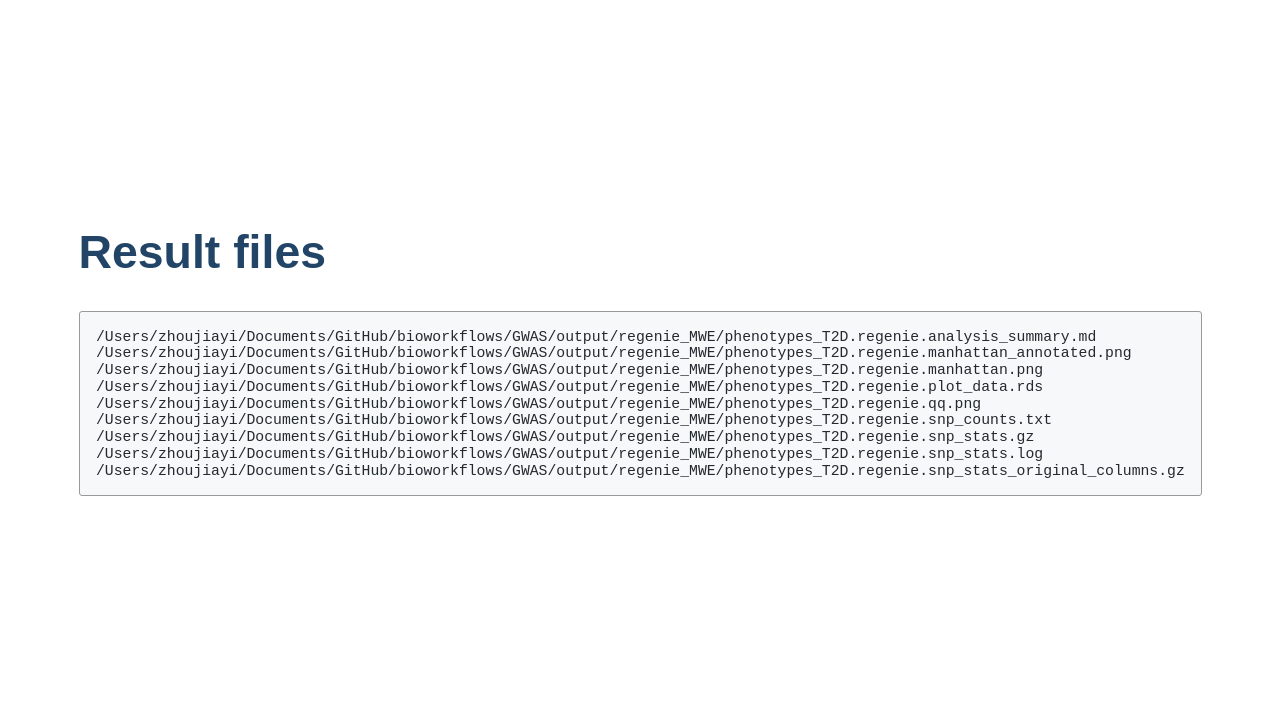 Result files
/Users/zhoujiayi/Documents/GitHub/bioworkflows/GWAS/output/regenie_MWE/phenotypes_T2D.regenie.analysis_summary.md
/Users/zhoujiayi/Documents/GitHub/bioworkflows/GWAS/output/regenie_MWE/phenotypes_T2D.regenie.manhattan_annotated.png
/Users/zhoujiayi/Documents/GitHub/bioworkflows/GWAS/output/regenie_MWE/phenotypes_T2D.regenie.manhattan.png
/Users/zhoujiayi/Documents/GitHub/bioworkflows/GWAS/output/regenie_MWE/phenotypes_T2D.regenie.plot_data.rds
/Users/zhoujiayi/Documents/GitHub/bioworkflows/GWAS/output/regenie_MWE/phenotypes_T2D.regenie.qq.png
/Users/zhoujiayi/Documents/GitHub/bioworkflows/GWAS/output/regenie_MWE/phenotypes_T2D.regenie.snp_counts.txt
/Users/zhoujiayi/Documents/GitHub/bioworkflows/GWAS/output/regenie_MWE/phenotypes_T2D.regenie.snp_stats.gz
/Users/zhoujiayi/Documents/GitHub/bioworkflows/GWAS/output/regenie_MWE/phenotypes_T2D.regenie.snp_stats.log
/Users/zhoujiayi/Documents/GitHub/bioworkflows/GWAS/output/regenie_MWE/phenotypes_T2D.regenie.snp_stats_original_columns.gz